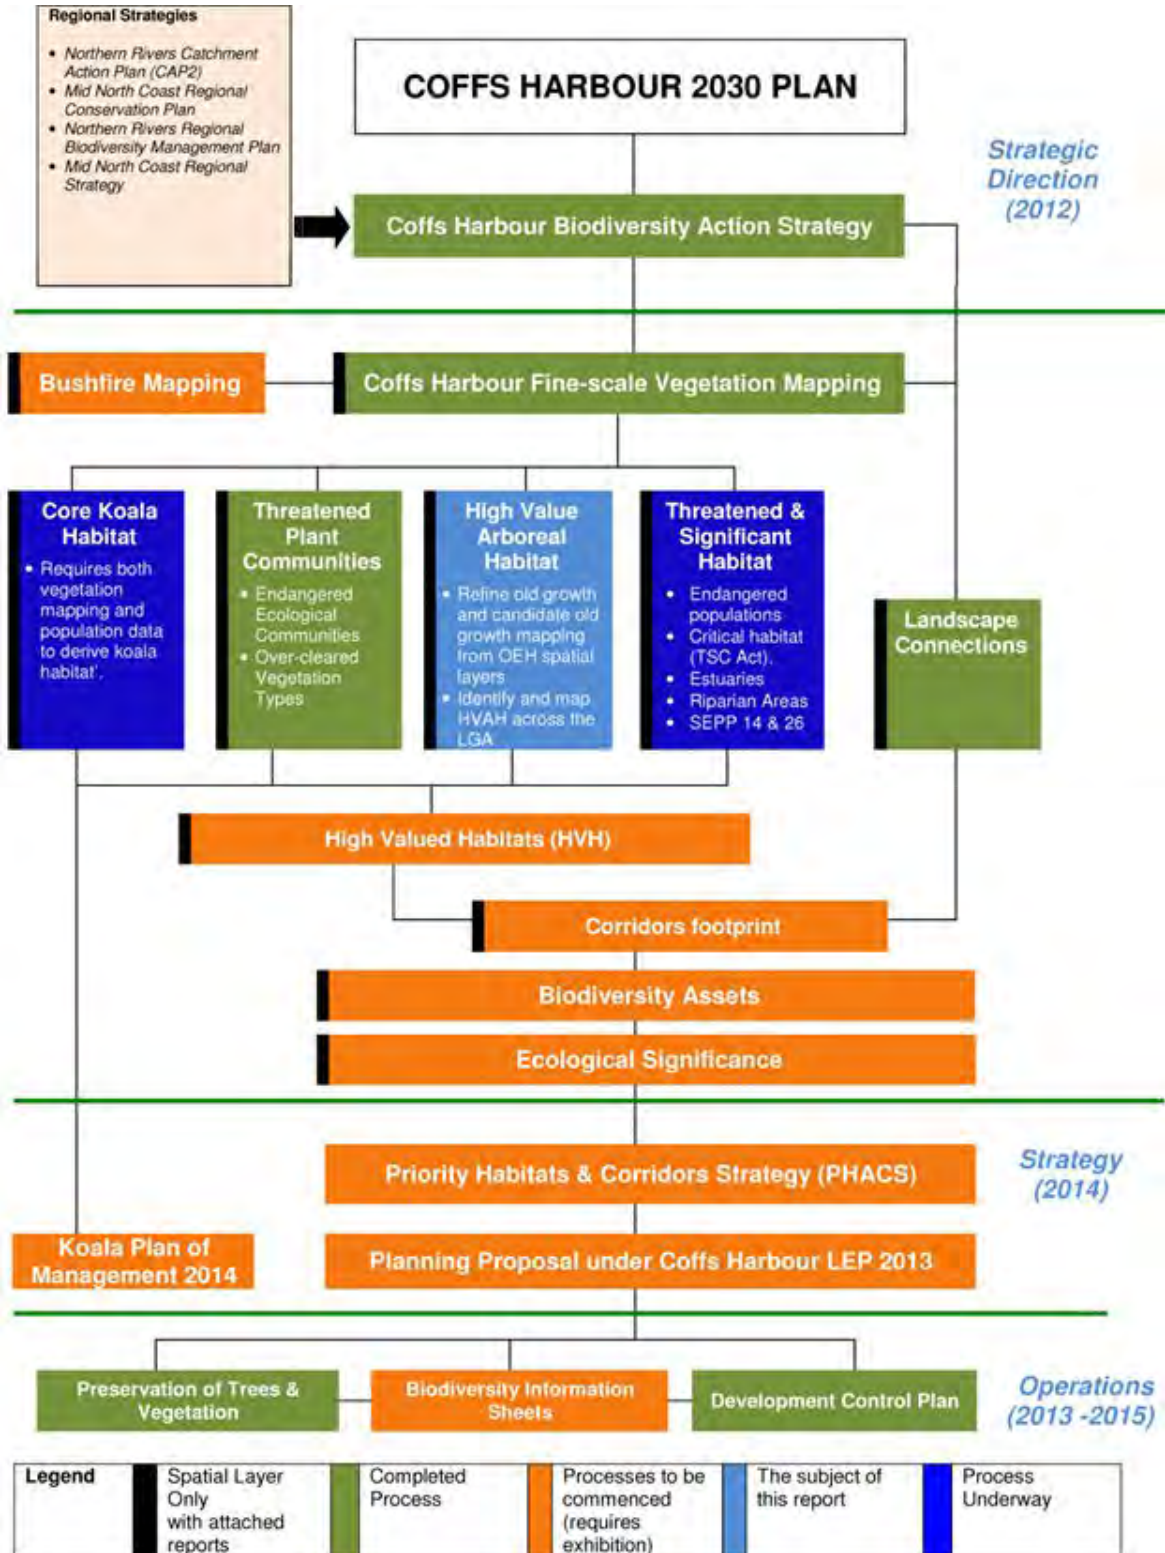 Regional Strategies
• Northern Rivers Catchment
Action Plan (CAP2)
• Mid North Coast Regional
Conservation Plan
• Northern Rivers Regional
Biodiversity Management Plan
• Mid North Coast Regional
Strategy
COFFS HARBOUR 2030 PLAN
Strategic
Direction
(2012)
Coffs Harbour Biodiversity Action Strategy
Bushfire Mapping
Coffs Harbour Fine-scale Vegetation Mapping
Core Koala
Habitat
• Requires both
vegetation
mapping and
population data
to derive koala
habitat'.
Threatened
Plant
Communities
• Endangered
Ecological
Communities
• Over-cleared
Vegetation
Types
High Value
Arboreal
Habitat
• Refine old growth
and candidate old
growth mapping
from OEH spatial
layers
• Identify and map
HVAH across the
LGA
Threatened &
Significant
Habitat
• Endangered
populations
• Critical habitat
(TSC Act).
• Estuaries
• Riparian Areas
• SEPP 14 & 26
Landscape
Connections
High Valued Habitats (HVH)
Corridors footprint
Biodiversity Assets
Ecological Significance
Priority Habitats & Corridors Strategy (PHACS)
Strategy
(2014)
Koala Plan of
Management 2014
Planning Proposal under Coffs Harbour LEP 2013
Preservation of Trees &
Vegetation
Biodiversity Information
Sheets
Development Control Plan
Operations
(2013 -2015)
Legend
Spatial Layer
Only
with attached
reports
Completed
Process
Processes to be
commenced
(requires
exhibition)
The subject of
this report
Process
Underway